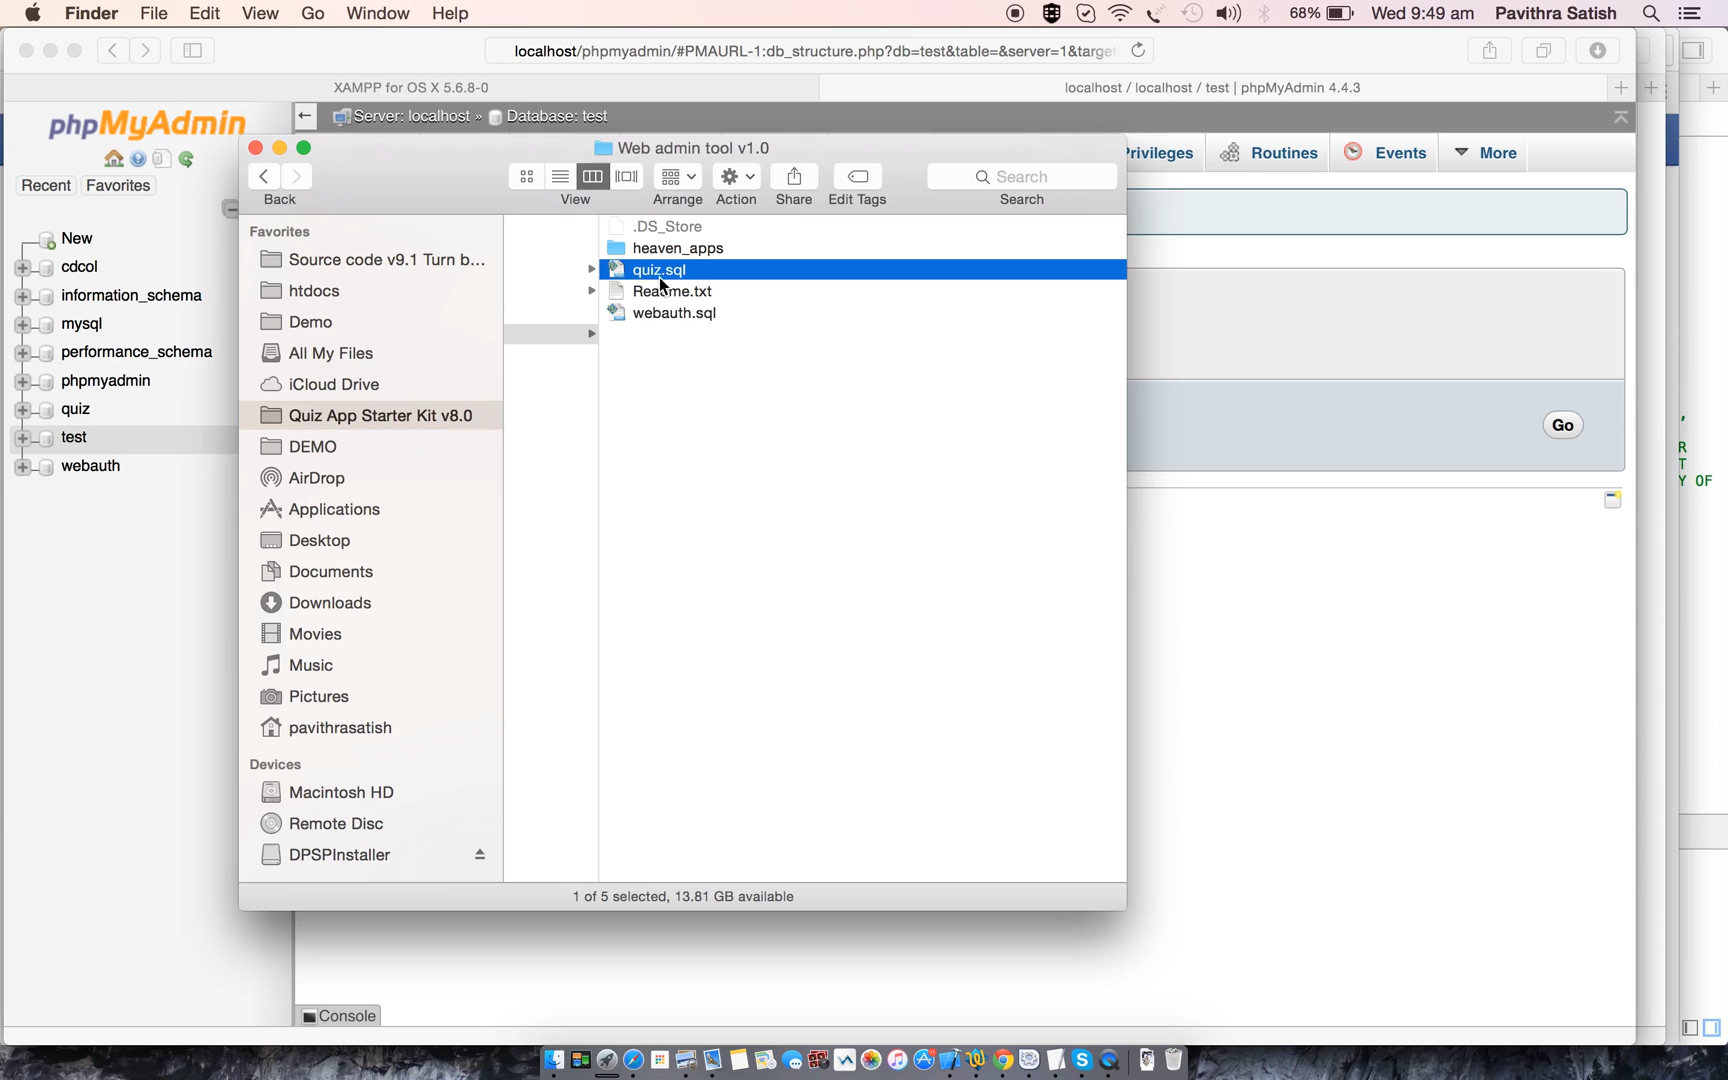 Finder File Edit View Go Window Help 68% Wed 9:49 am Pavithra Satish
localhost/phpmyadmin/#PMAURL-1:db_structure.php?db=test&table=&server=1&targe
XAMPP for OS X 5.6.8-0
localhost / localhost / test | phpMyAdmin 4.4.3
phpMyAdmin
Server: localhost » Database: test
Recent Favorites
New
cdcol
information_schema
mysql
performance_schema
phpmyadmin
quiz
test
webauth
Privileges Routines Events More
Go
R
T
Y OF
Console
Web admin tool v1.0
Search
Back View Arrange Action Share Edit Tags Search
Favorites
Source code v9.1 Turn b...
htdocs
Demo
All My Files
iCloud Drive
Quiz App Starter Kit v8.0
DEMO
AirDrop
Applications
Desktop
Documents
Downloads
Movies
Music
Pictures
pavithrasatish
Devices
Macintosh HD
Remote Disc
DPSPInstaller
.DS_Store
heaven_apps
quiz.sql
Readme.txt
webauth.sql
1 of 5 selected, 13.81 GB available